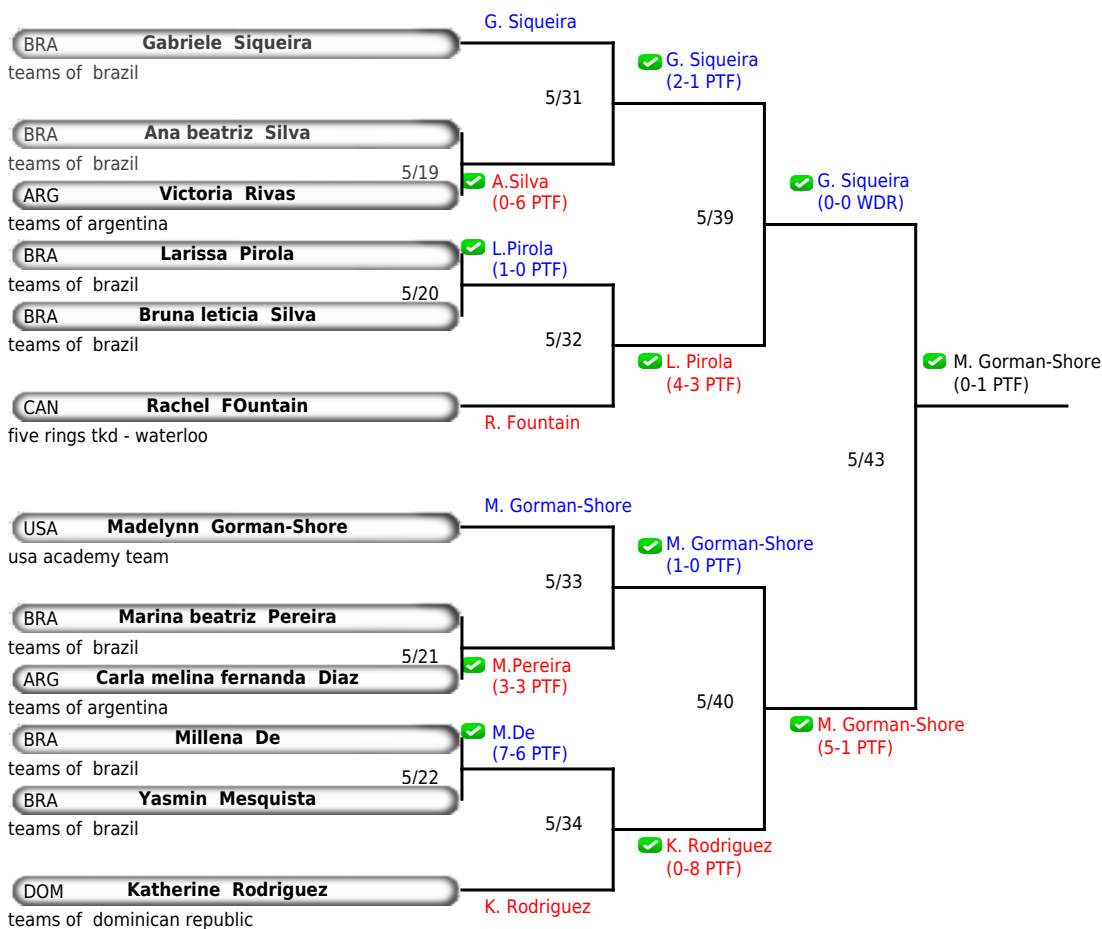 G. Siqueira
BRA Gabriele Siqueira
teams of brazil
G. Siqueira
(2-1 PTF)
5/31
BRA Ana beatriz Silva
teams of brazil
5/19
A.Silva
(0-6 PTF)
ARG Victoria Rivas
teams of argentina
G. Siqueira
(0-0 WDR)
5/39
BRA Larissa Pirola
teams of brazil
L.Pirola
(1-0 PTF)
5/20
BRA Bruna leticia Silva
teams of brazil
5/32
L. Pirola
(4-3 PTF)
M. Gorman-Shore
(0-1 PTF)
CAN Rachel FOuntain
five rings tkd - waterloo
R. Fountain
5/43
M. Gorman-Shore
USA Madelynn Gorman-Shore
usa academy team
M. Gorman-Shore
(1-0 PTF)
5/33
BRA Marina beatriz Pereira
teams of brazil
5/21
M.Pereira
(3-3 PTF)
ARG Carla melina fernanda Diaz
teams of argentina
5/40
M. Gorman-Shore
(5-1 PTF)
BRA Millena De
teams of brazil
M.De
(7-6 PTF)
5/22
BRA Yasmin Mesquista
teams of brazil
5/34
K. Rodriguez
(0-8 PTF)
DOM Katherine Rodriguez
teams of dominican republic
K. Rodriguez